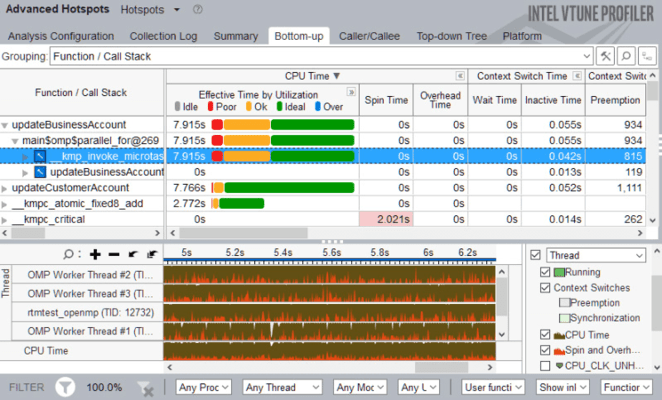 Advanced Hotspots Hotspots INTEL VTUNE PROFILER
Analysis Configuration Collection Log Summary Bottom-up Caller/Callee Top-down Tree Platform
Grouping: Function / Call Stack
Function / Call Stack
CPU Time Context Switch Time Context Switc
Effective Time by Utilization
Idle Poor Ok Ideal Over
Spin Time Overhead Time Wait Time Inactive Time Preemption
updateBusinessAccount 7.915s 0s 0s 0s 0.055s 934
main$omp$parallel_for@269 7.915s 0s 0s 0s 0.055s 934
__kmp_invoke_microtas 7.915s 0s 0s 0s 0.042s 815
updateBusinessAccount 0s 0s 0s 0s 0.013s 119
updateCustomerAccount 7.766s 0s 0s 0s 0.052s 1,111
__kmpc_atomic_fixed8_add 2.772s 0s 0s
__kmpc_critical 0s 2.021s 0s 0s 0.014s 262
5s 5.2s 5.4s 5.6s 5.8s 6s 6.2s
Thread
OMP Worker Thread #2 (TI...
OMP Worker Thread #3 (TI...
rtmtest_openmp (TID: 12732)
OMP Worker Thread #1 (TI...
CPU Time
Thread
Running
Context Switches
Preemption
Synchronization
CPU Time
Spin and Overh...
CPU_CLK_UNH...
FILTER 100.0% Any Proc Any Thread Any Mod Any U User functi Show inl Function